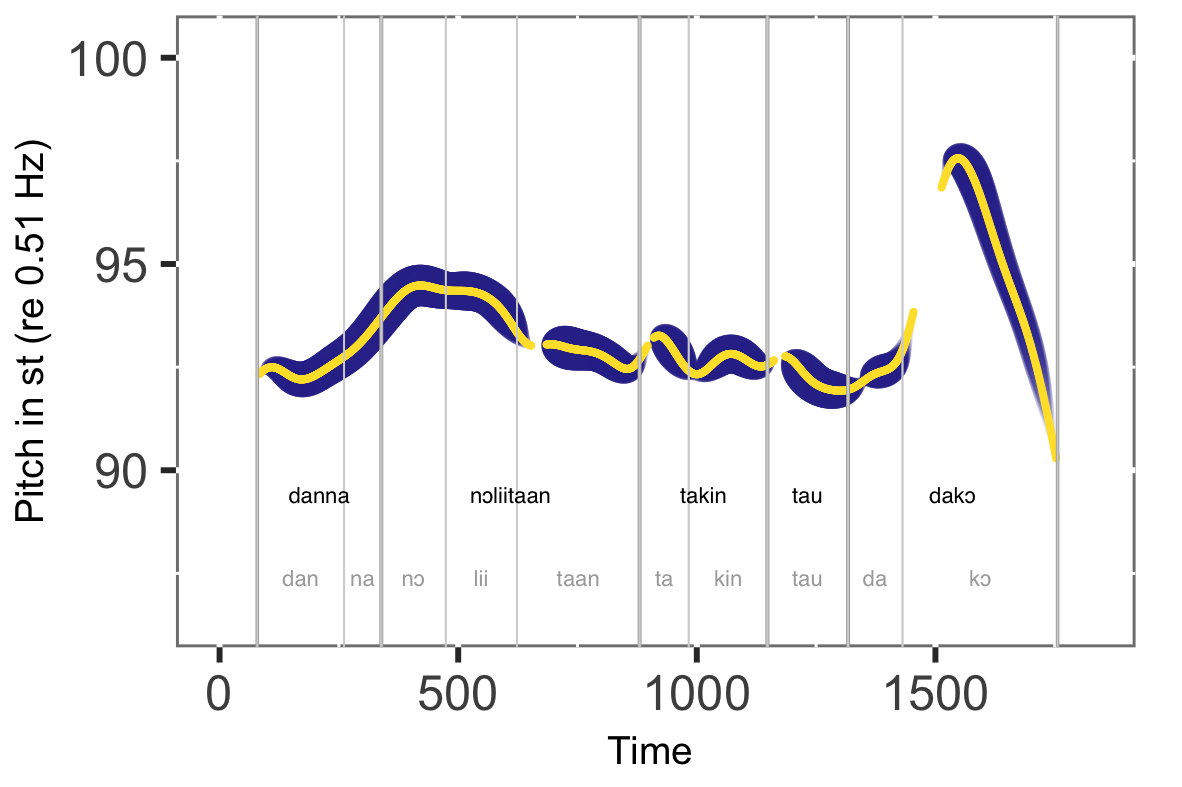 100
95
90
Pitch in st (re 0.51 Hz)
danna nɔliitaan takin tau dakɔ
dan na nɔ lii taan ta kin tau da kɔ
0 500 1000 1500
Time